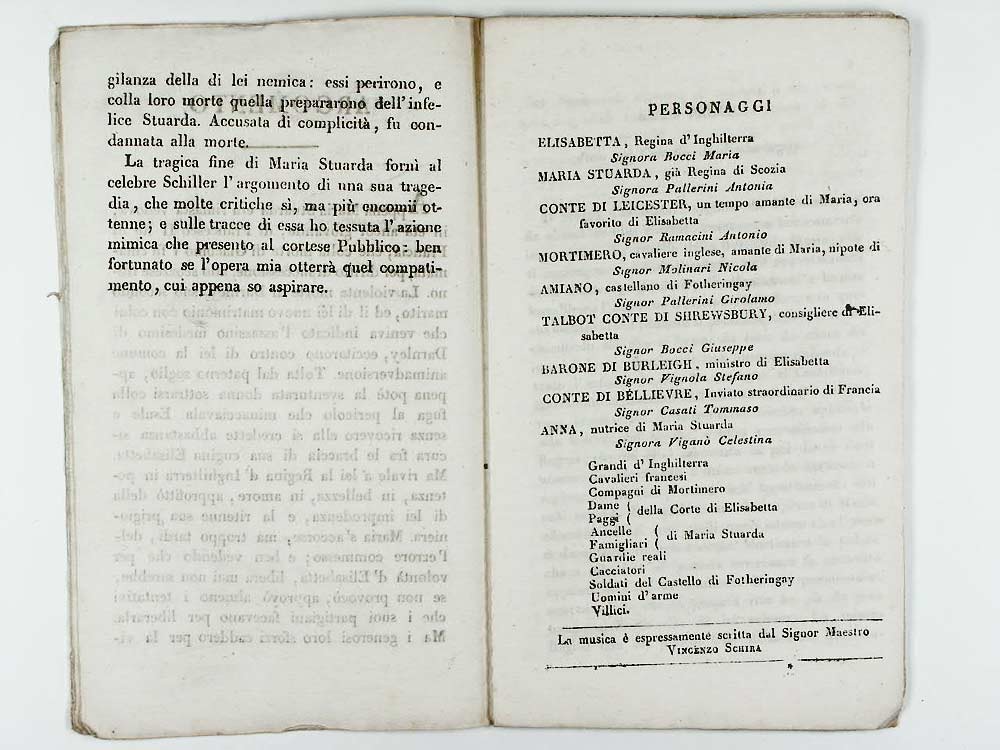 gilanza della di lei nemica: essi perirono, e
colla loro morte quella prepararono dell'infe-
lice Stuarda. Accusata di complicità, fu con-
dannata alla morte.
La tragica fine di Maria Stuarda fornì al
celebre Schiller l'argomento di una sua trage-
dia, che molte critiche sì, ma più encomii ot-
tenne; e sulle tracce di essa ho tessuta l'azione
mimica che presento al cortese Pubblico: ben
fortunato se l'opera mia otterrà quel compati-
mento, cui appena so aspirare.
PERSONAGGI
ELISABETTA, Regina d'Inghilterra
Signora Bocci Maria
MARIA STUARDA, già Regina di Scozia
Signora Pallerini Antonia
CONTE DI LEICESTER, un tempo amante di Maria, ora
favorito di Elisabetta
Signor Ramacini Antonio
MORTIMERO, cavaliere inglese, amante di Maria, nipote di
Signor Molinari Nicola
AMIANO, castellano di Fotheringay
Signor Pallerini Girolamo
TALBOT CONTE DI SHREWSBURY, consigliere di Eli-
sabetta
Signor Bocci Giuseppe
BARONE DI BURLEIGH, ministro di Elisabetta
Signor Vignola Stefano
CONTE DI BÉLLIEVRE, Inviato straordinario di Francia
Signor Casati Tommaso
ANNA, nutrice di Maria Stuarda
Signora Viganò Celestina
Grandi d'Inghilterra
Cavalieri francesi
Compagni di Mortimero
Dame
Paggi ( della Corte di Elisabetta
Ancelle
Famigliari ( di Maria Stuarda
Guardie reali
Cacciatori
Soldati del Castello di Fotheringay
Uomini d'arme
Villici.
La musica è espressamente scritta dal Signor Maestro
VINCENZO SCHIRA